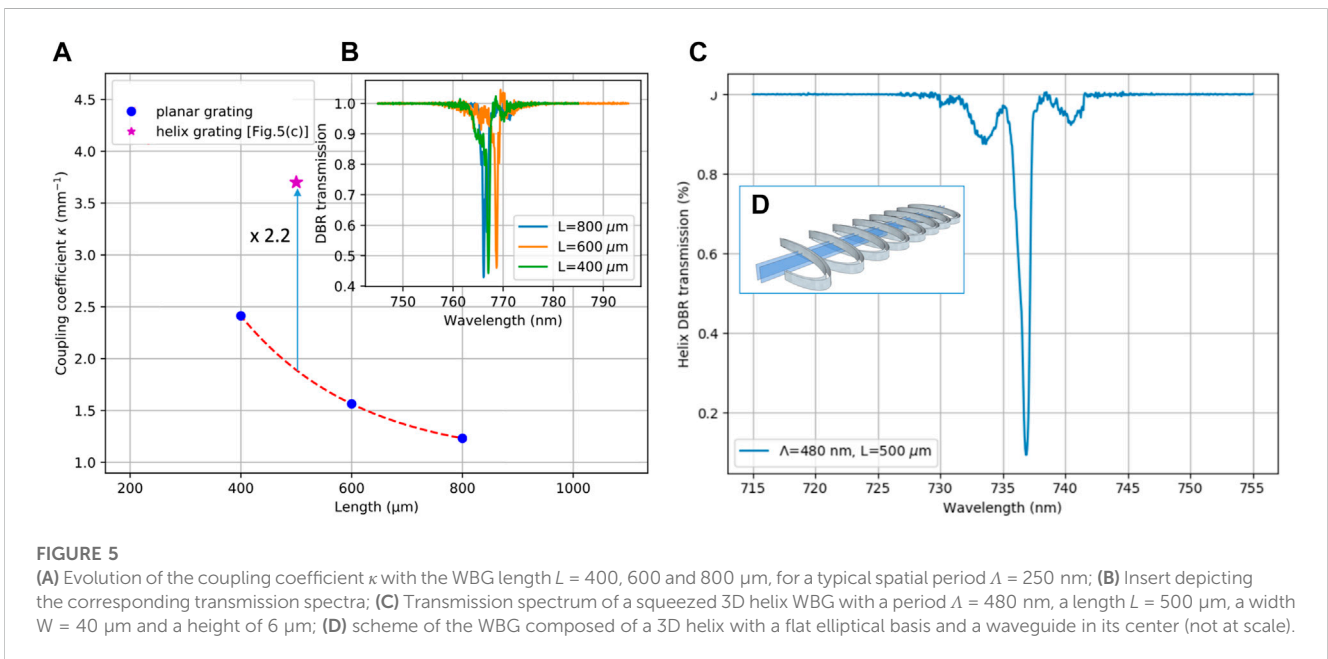 A
B
C
4.5
4.0
3.5
3.0
2.5
2.0
1.5
1.0
Coupling coefficient κ (mm⁻¹)
planar grating
helix grating [Fig.5(c)]
x 2.2
200
400
600
800
1000
Length (μm)
1.0
0.9
0.8
0.7
0.6
0.5
0.4
DBR transmission
L=800 μm
L=600 μm
L=400 μm
750
760
770
780
790
Wavelength (nm)
0.8
0.6
0.4
0.2
Helix DBR transmission (%)
D
Λ=480 nm, L=500 μm
715
720
725
730
735
740
745
750
755
Wavelength (nm)
FIGURE 5
(A) Evolution of the coupling coefficient κ with the WBG length L = 400, 600 and 800 μm, for a typical spatial period Λ = 250 nm; (B) Insert depicting
the corresponding transmission spectra; (C) Transmission spectrum of a squeezed 3D helix WBG with a period Λ = 480 nm, a length L = 500 μm, a width
W = 40 μm and a height of 6 μm; (D) scheme of the WBG composed of a 3D helix with a flat elliptical basis and a waveguide in its center (not at scale).